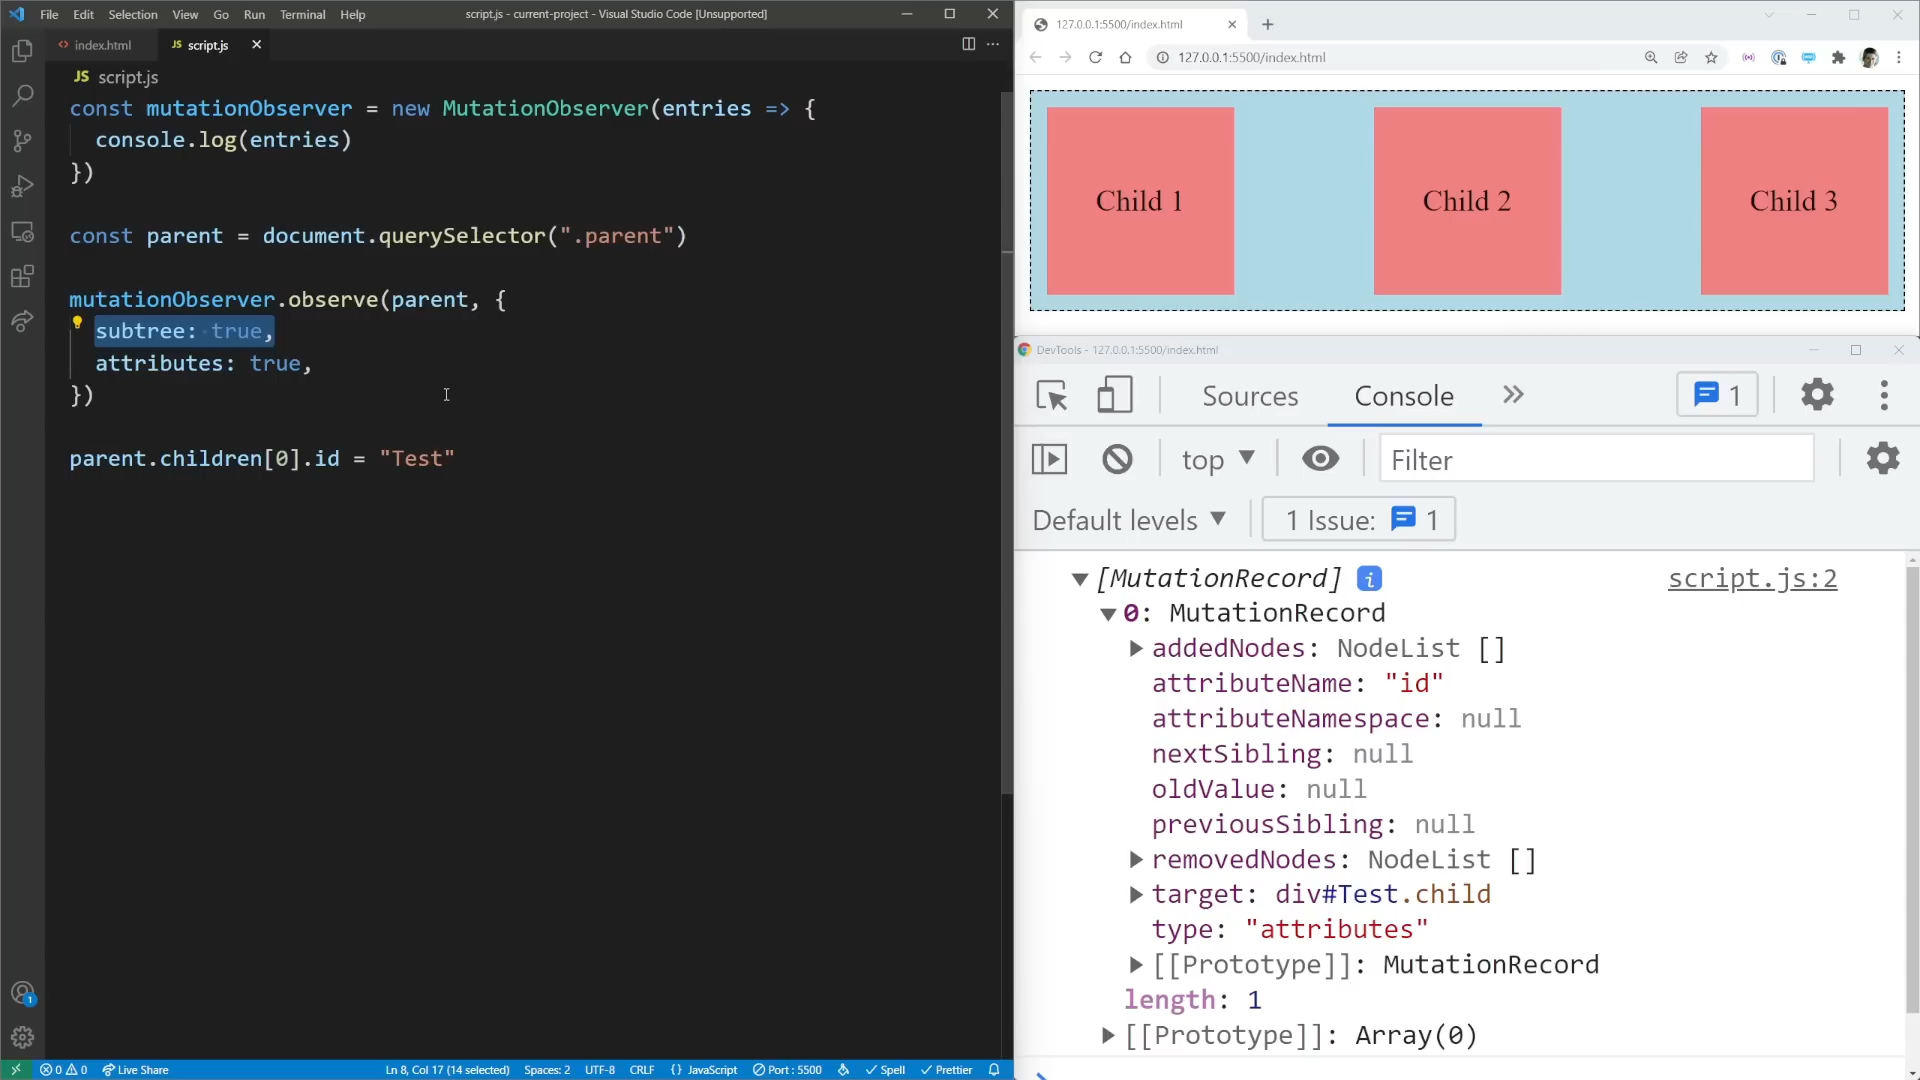 File Edit Selection View Go Run Terminal Help
script.js - current-project - Visual Studio Code [Unsupported]
index.html
JS script.js
JS script.js
const mutationObserver = new MutationObserver(entries => {
console.log(entries)
})
const parent = document.querySelector(".parent")
mutationObserver.observe(parent, {
subtree: true,
attributes: true,
})
parent.children[0].id = "Test"
0 0 Live Share
Ln 8, Col 17 (14 selected) Spaces: 2 UTF-8 CRLF {} JavaScript Port : 5500 Spell Prettier
1
127.0.0.1:5500/index.html
127.0.0.1:5500/index.html
Child 1
Child 2
Child 3
DevTools - 127.0.0.1:5500/index.html
Sources Console 1
top Filter
Default levels 1 Issue: 1
[MutationRecord] i script.js:2
0: MutationRecord
addedNodes: NodeList []
attributeName: "id"
attributeNamespace: null
nextSibling: null
oldValue: null
previousSibling: null
removedNodes: NodeList []
target: div#Test.child
type: "attributes"
[[Prototype]]: MutationRecord
length: 1
[[Prototype]]: Array(0)